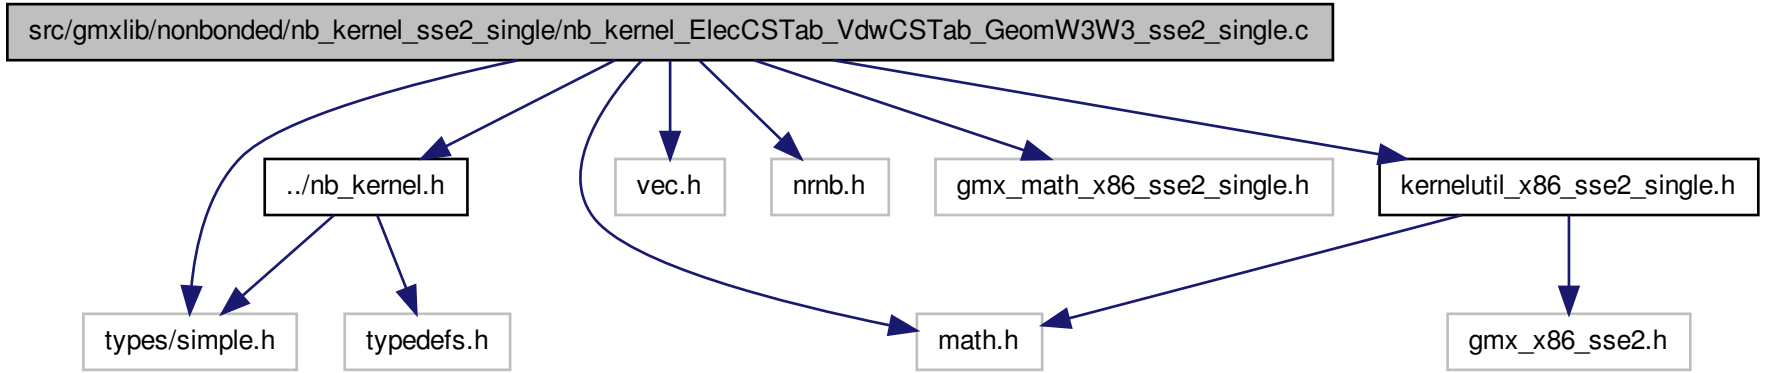 src/gmxlib/nonbonded/nb_kernel_sse2_single/nb_kernel_ElecCSTab_VdwCSTab_GeomW3W3_sse2_single.c
../nb_kernel.h
vec.h
nrnb.h
gmx_math_x86_sse2_single.h
kernelutil_x86_sse2_single.h
types/simple.h
typedefs.h
math.h
gmx_x86_sse2.h